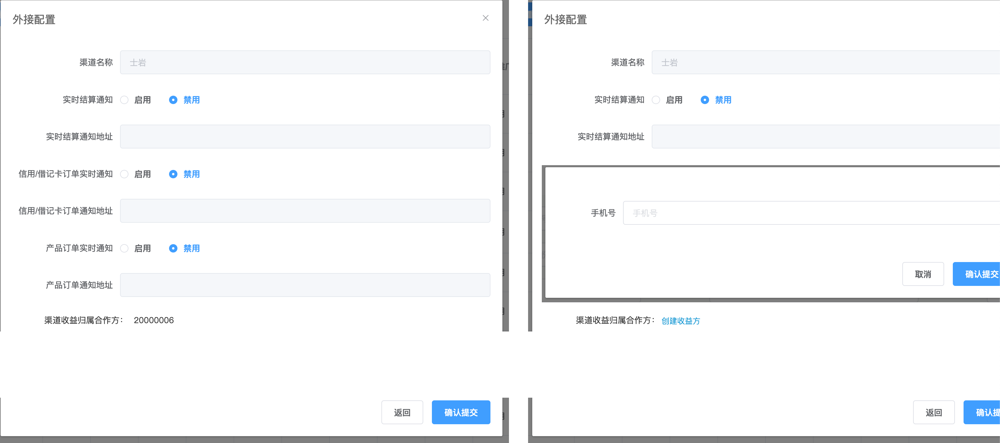 外接配置
渠道名称 士岩
实时结算通知 启用 禁用
实时结算通知地址
信用/借记卡订单实时通知 启用 禁用
信用/借记卡订单通知地址
产品订单实时通知 启用 禁用
产品订单通知地址
渠道收益归属合作方： 20000006
返回 确认提交
外接配置
渠道名称 士岩
实时结算通知 启用 禁用
实时结算通知地址
手机号 手机号
取消 确认提交
渠道收益归属合作方： 创建收益方
返回 确认提